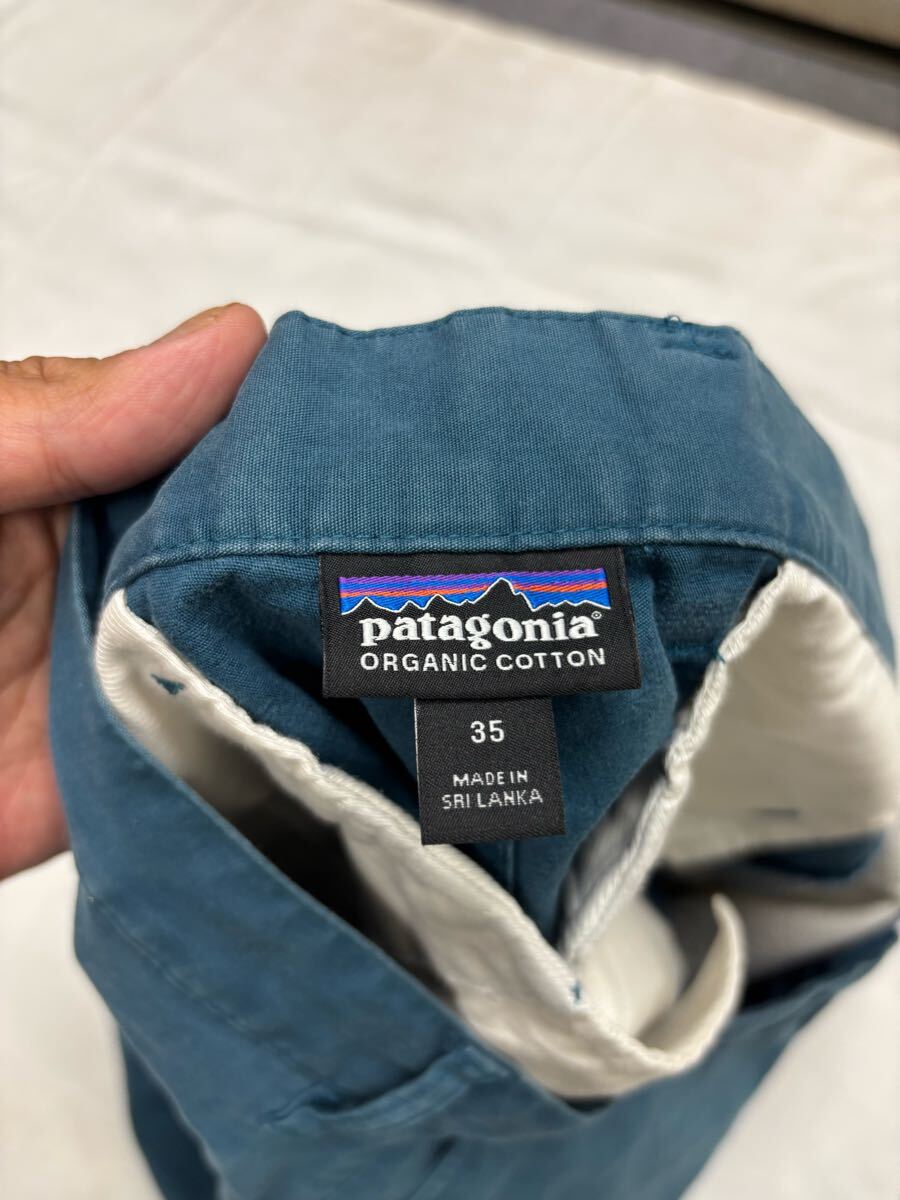 patagonia®
ORGANIC COTTON
35
MADE IN
SRI LANKA